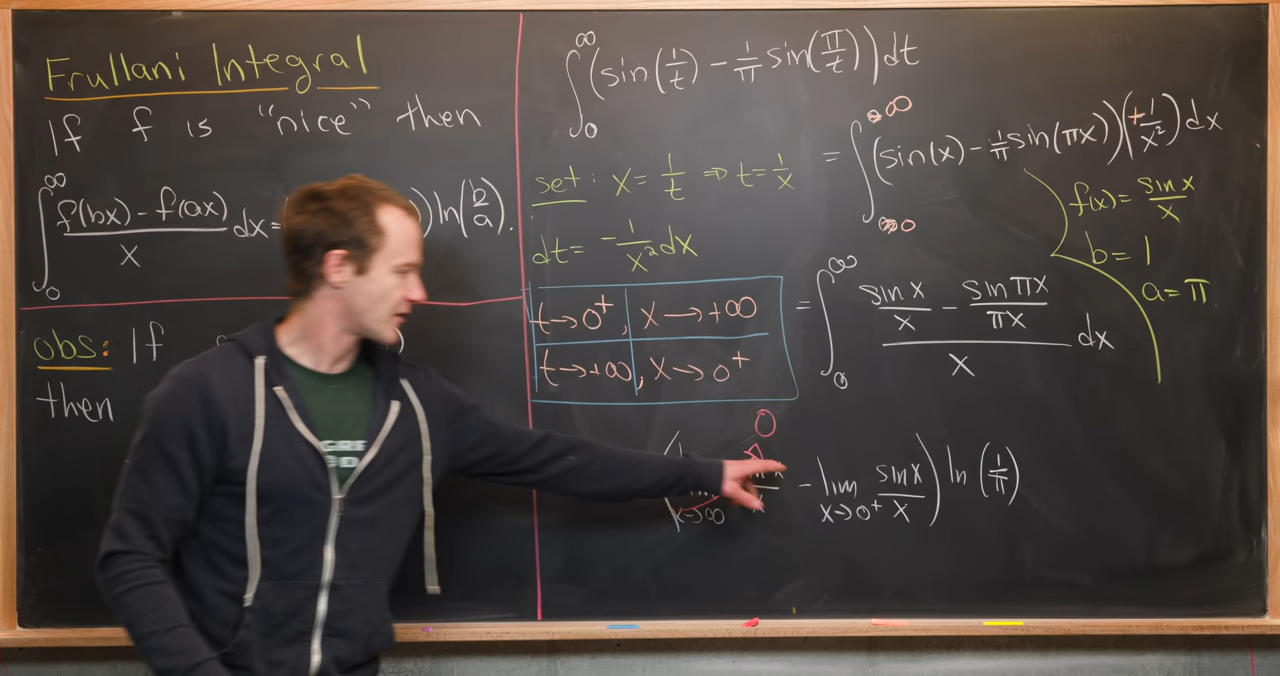 Frullani Integral
If f is "nice" then
∫₀^∞ (f(bx) - f(ax))/x dx = ) ln(b/a).
obs: If
then
∫₀^∞ (sin(1/t) - 1/π sin(π/t)) dt
set: x = 1/t ⇒ t = 1/x
dt = -1/x² dx
t → 0⁺, x → +∞
t → +∞, x → 0⁺
= ∫₀^∞ (sin(x) - 1/π sin(πx)) (+1/x²) dx
f(x) = sin x/x
b = 1
a = π
= ∫₀^∞ (sin x/x - sin πx/πx)/x dx
0
( x→∞ - lim x→0⁺ sin x/x ) ln(1/π)